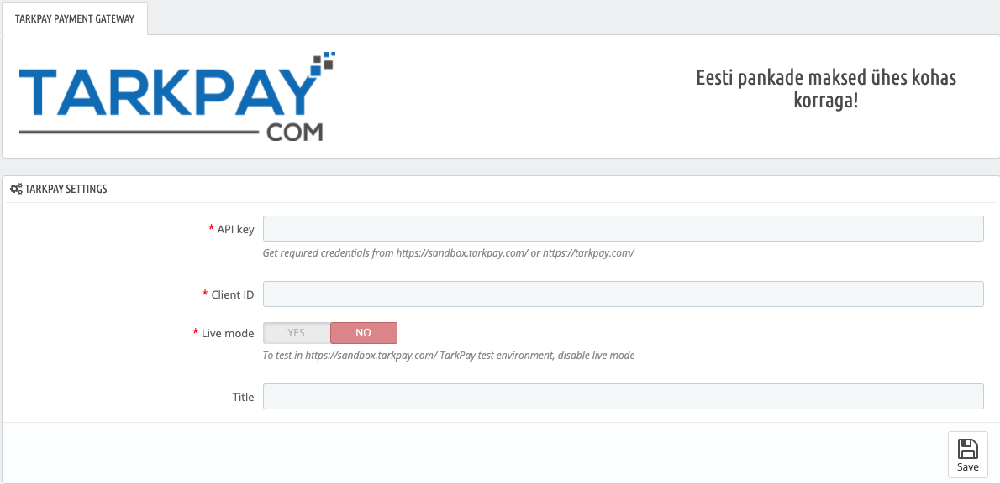 TARKPAY PAYMENT GATEWAY
TARKPAY
COM
Eesti pankade maksed ühes kohas
korraga!
TARKPAY SETTINGS
* API key
Get required credentials from https://sandbox.tarkpay.com/ or https://tarkpay.com/
* Client ID
* Live mode YES NO
To test in https://sandbox.tarkpay.com/ TarkPay test environment, disable live mode
Title
Save